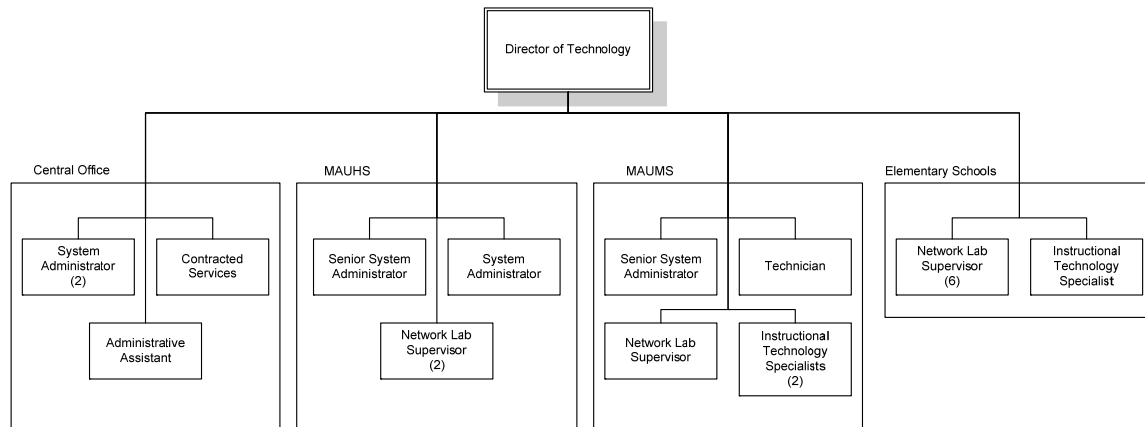 Director of Technology
Central Office
MAUHS
MAUMS
Elementary Schools
System
Administrator
(2)
Contracted
Services
Administrative
Assistant
Senior System
Administrator
System
Administrator
Network Lab
Supervisor
(2)
Senior System
Administrator
Technician
Network Lab
Supervisor
Instructional
Technology
Specialists
(2)
Network Lab
Supervisor
(6)
Instructional
Technology
Specialist